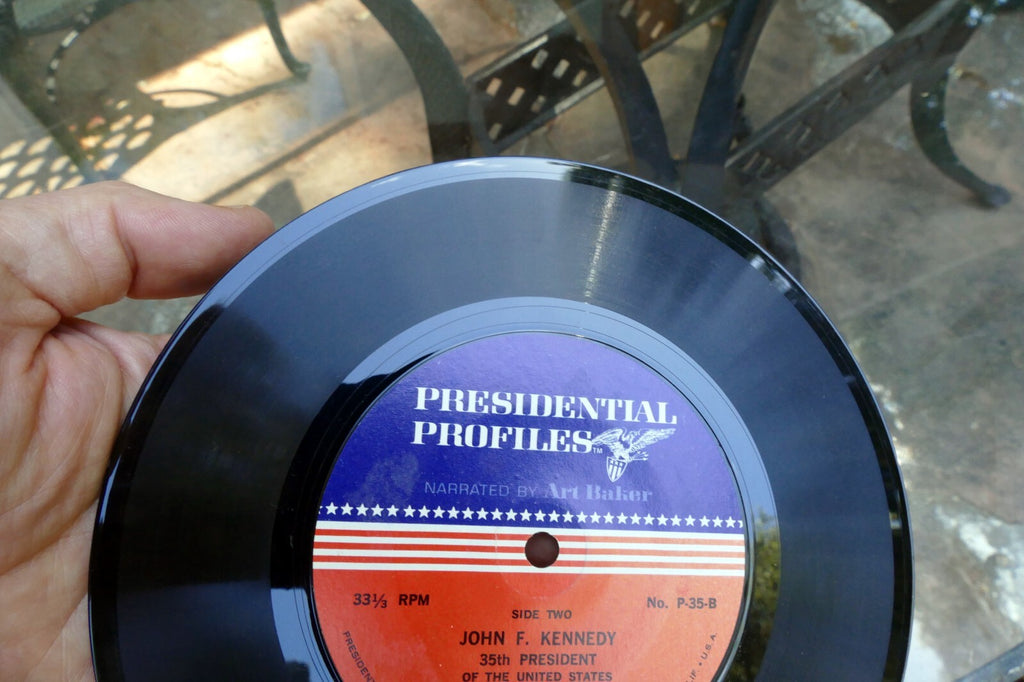 PRESIDENTIAL
PROFILES™
NARRATED BY Art Baker
33⅓ RPM
No. P-35-B
SIDE TWO
JOHN F. KENNEDY
35th PRESIDENT
OF THE UNITED STATES
U.S.A.